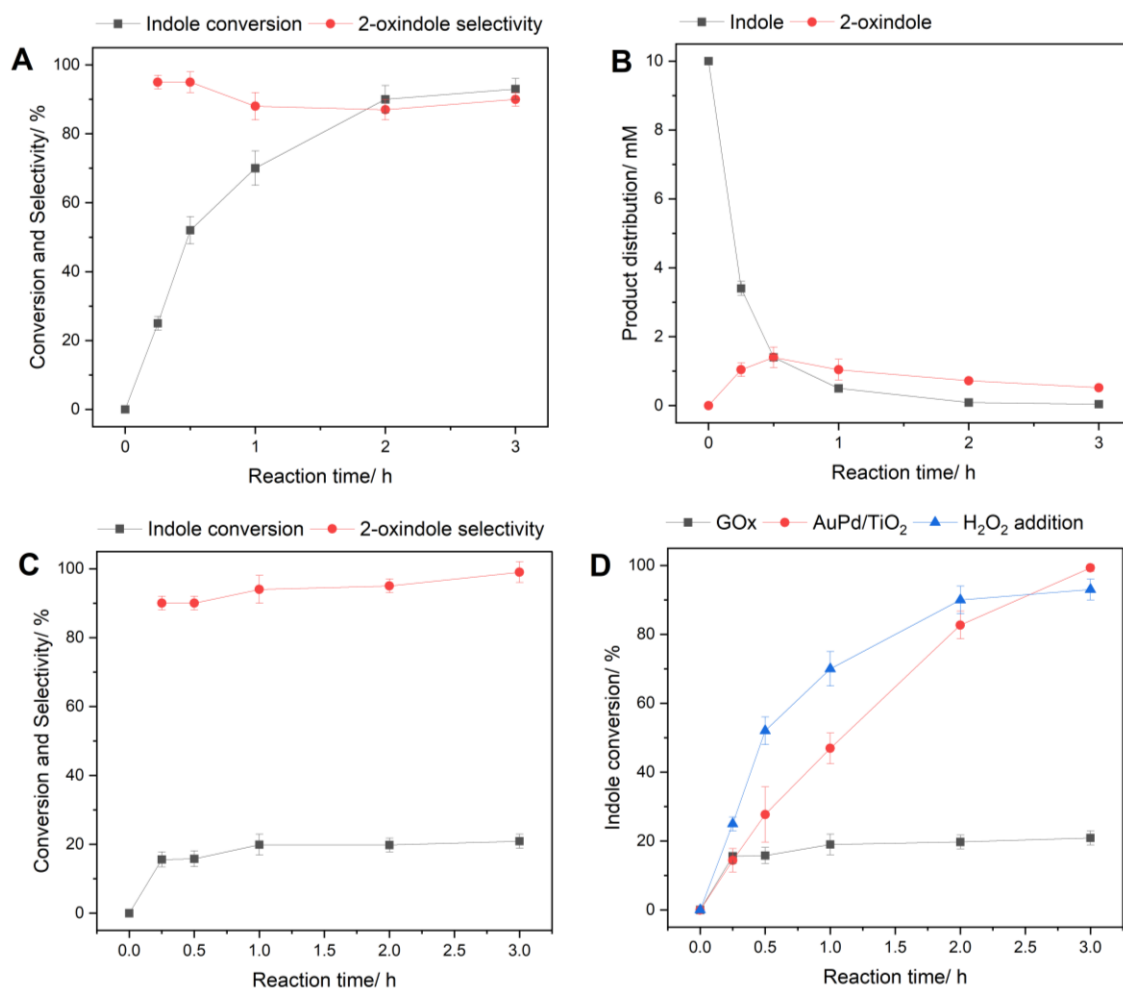 Indole conversion 2-oxindole selectivity
A
Conversion and Selectivity/ %
100
80
60
40
20
0
0 1 2 3
Reaction time/ h
Indole 2-oxindole
B
Product distribution/ mM
10
8
6
4
2
0
0 1 2 3
Reaction time/ h
Indole conversion 2-oxindole selectivity
C
Conversion and Selectivity/ %
100
80
60
40
20
0
0.0 0.5 1.0 1.5 2.0 2.5 3.0
Reaction time/ h
GOx AuPd/TiO₂ H₂O₂ addition
D
Indole conversion/ %
100
80
60
40
20
0
0.0 0.5 1.0 1.5 2.0 2.5 3.0
Reaction time/ h